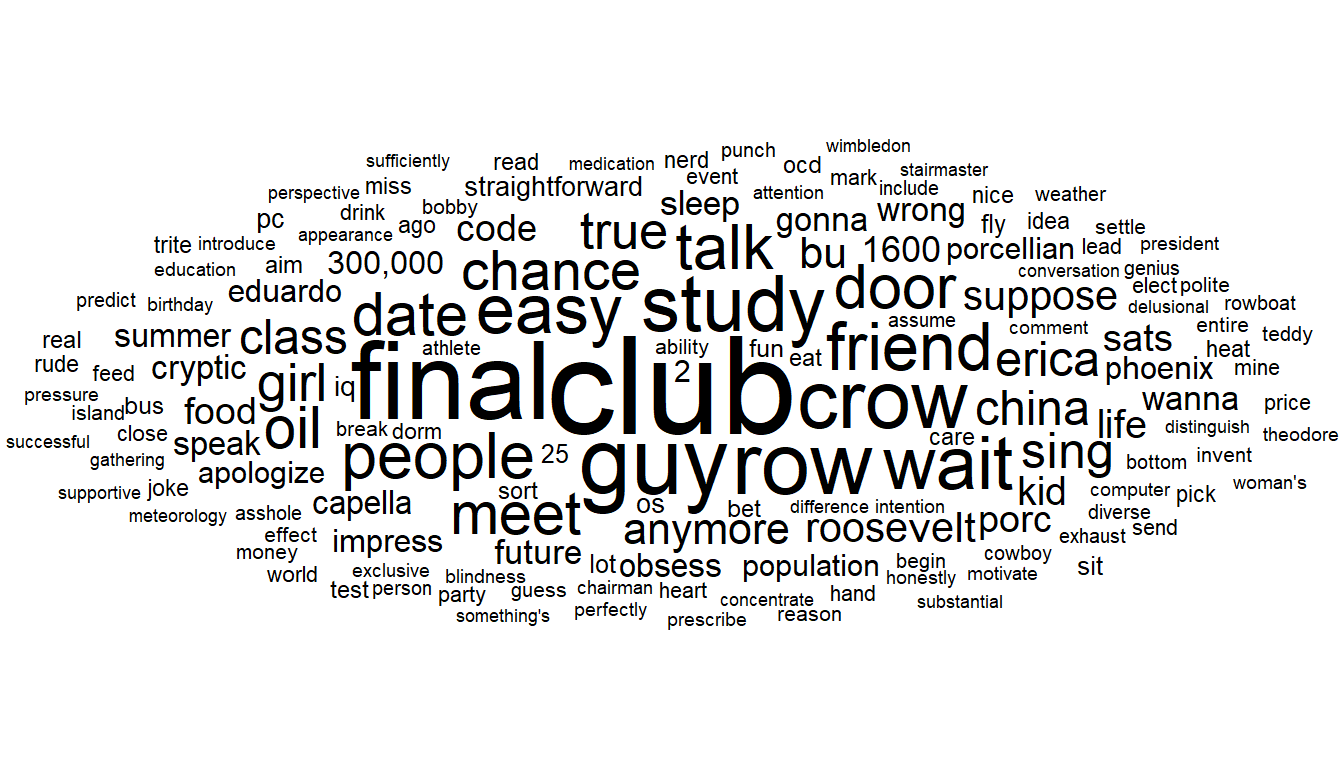 wimbledon
punch
sufficiently read medication nerd ocd stairmaster
event mark
perspective miss straightforward attention include nice weather
bobby sleep
pc drink ago code true talk gonna wrong fly idea settle
trite introduce appearance bu 1600 porcellian lead president
education aim 300,000 chance conversation genius
predict birthday eduardo date easy study door suppose elect polite
delusional rowboat
real summer class athlete ability fun assume friend comment sats entire teddy
rude feed cryptic girl iq final club 2 eat crow erica phoenix heat mine
pressure island bus food oil break dorm china life wanna price
successful close speak people 25 guy row wait care sing distinguish theodore
gathering apologize bottom invent
supportive joke capella sort meet os bet difference intention kid computer pick woman's
meteorology asshole anymore roosevelt porc diverse
effect impress future exhaust send
money lot obsess population begin cowboy sit
world exclusive blindness honestly motivate
test person party guess chairman heart concentrate hand substantial
something's perfectly prescribe reason